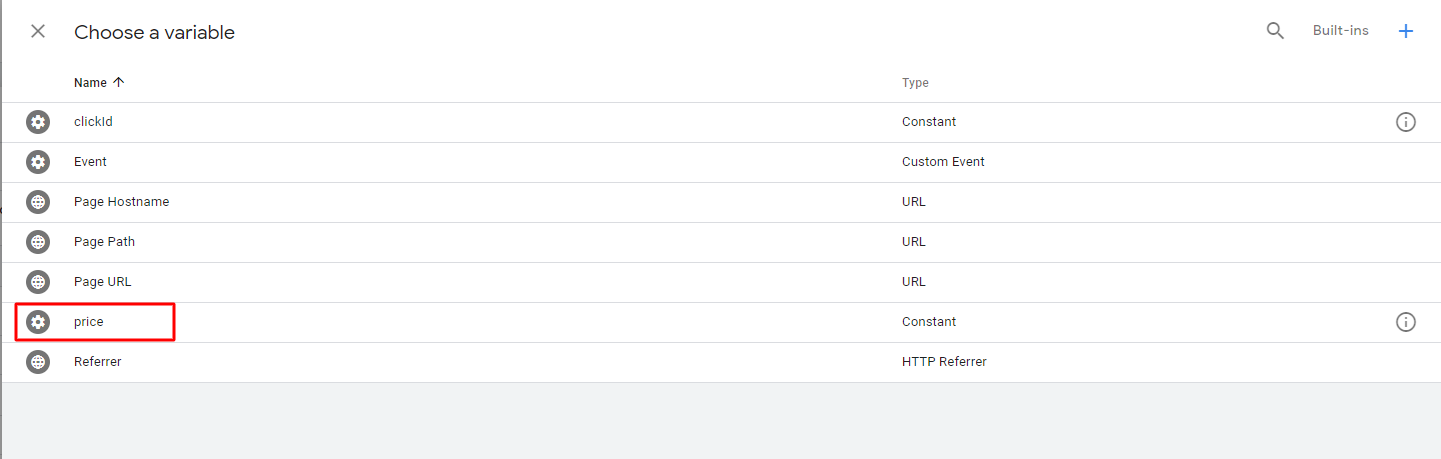 Choose a variable Built-ins
Name Type
clickId Constant
Event Custom Event
Page Hostname URL
Page Path URL
Page URL URL
price Constant
Referrer HTTP Referrer